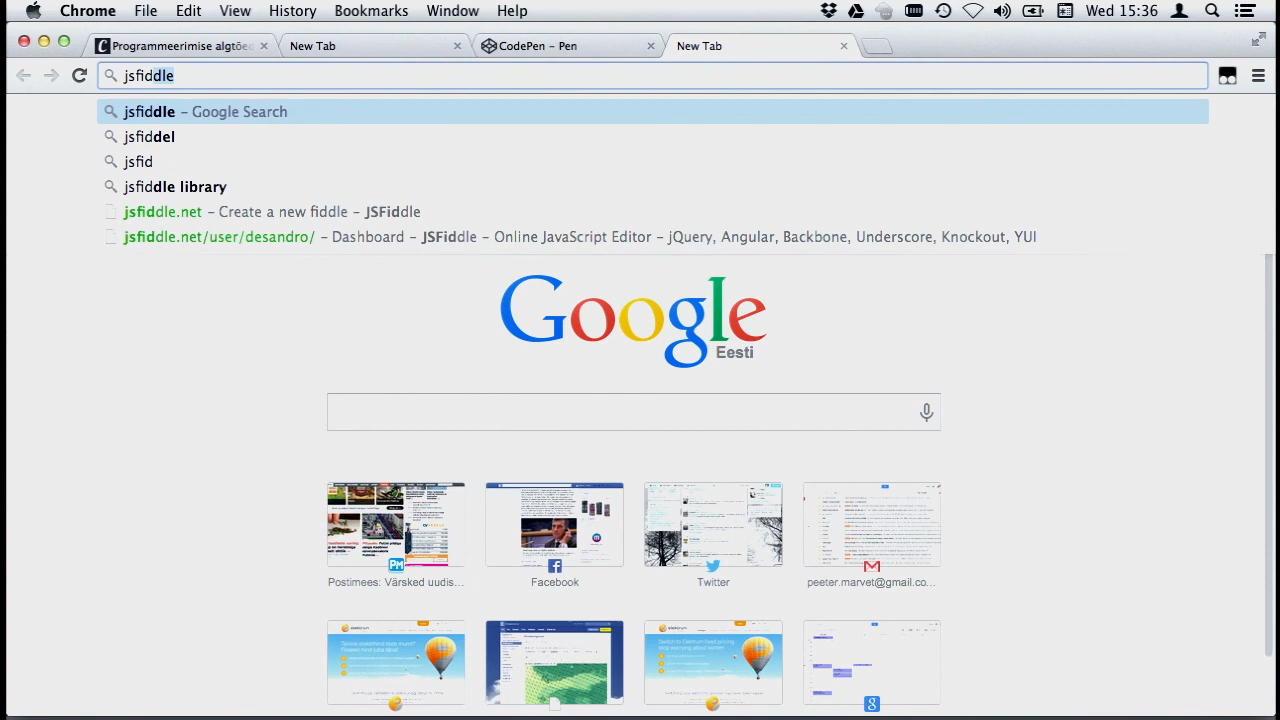 Chrome File Edit View History Bookmarks Window Help Wed 15:36
Programmeerimise algtõed New Tab CodePen - Pen New Tab
jsfiddle
jsfiddle – Google Search
jsfiddel
jsfid
jsfiddle library
jsfiddle.net – Create a new fiddle – JSFiddle
jsfiddle.net/user/desandro/ – Dashboard – JSFiddle – Online JavaScript Editor – jQuery, Angular, Backbone, Underscore, Knockout, YUI
Google
Eesti
Postimees: Värsked uudis... Facebook Twitter peeter.marvet@gmail.co...